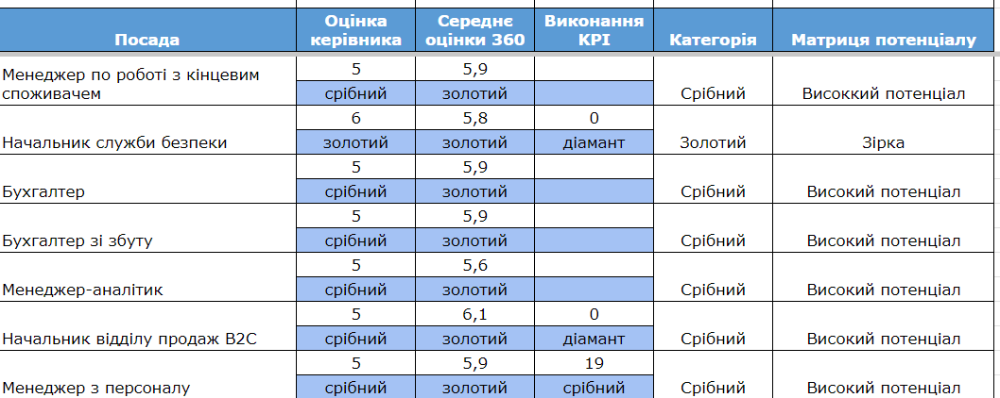 Посада Оцінка керівника Середнє оцінки 360 Виконання KPI Категорія Матриця потенціалу
5 5,9
Менеджер по роботі з кінцевим споживачем срібний золотий Срібний Височкий потенціал
6 5,8 0
Начальник служби безпеки золотий золотий діамант Золотий Зірка
5 5,9
Бухгалтер срібний золотий Срібний Високий потенціал
5 5,9
Бухгалтер зі збуту срібний золотий Срібний Високий потенціал
5 5,6
Менеджер-аналітик срібний золотий Срібний Високий потенціал
5 6,1 0
Начальник відділу продаж B2C срібний золотий діамант Срібний Високий потенціал
5 5,9 19
Менеджер з персоналу срібний золотий срібний Срібний Високий потенціал